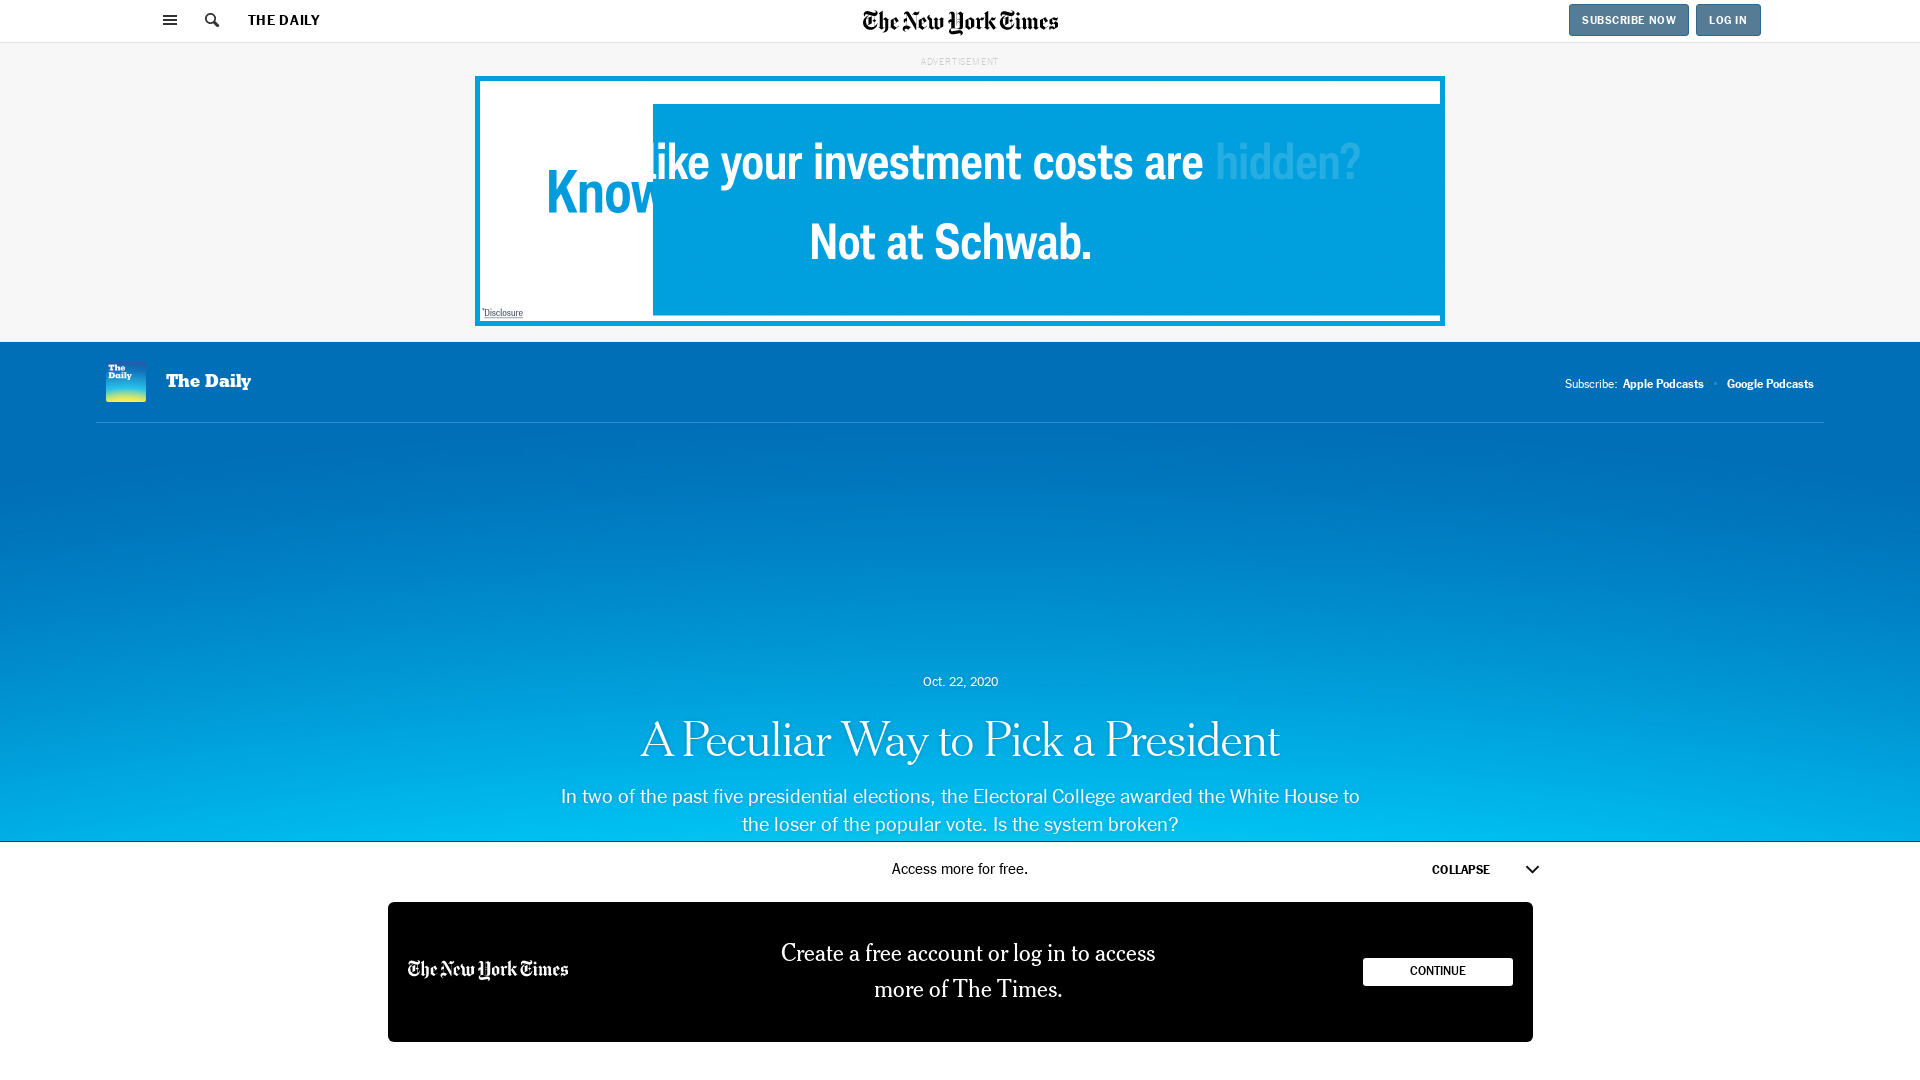 THE DAILY
The New York Times
SUBSCRIBE NOW
LOG IN
ADVERTISEMENT
like your investment costs are hidden?
Know
Not at Schwab.
*Disclosure
The Daily
The Daily
Subscribe: Apple Podcasts • Google Podcasts
Oct. 22, 2020
A Peculiar Way to Pick a President
In two of the past five presidential elections, the Electoral College awarded the White House to
the loser of the popular vote. Is the system broken?
Access more for free.
COLLAPSE
The New York Times
Create a free account or log in to access
more of The Times.
CONTINUE